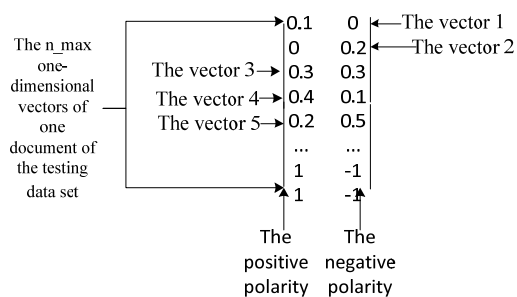 0.1 0 The vector 1
The n_max 0 0.2 The vector 2
one-
dimensional The vector 3 0.3 0.3
vectors of The vector 4 0.4 0.1
one The vector 5 0.2 0.5
document of ... ...
the testing 1 -1
data set 1 -1
The The
positive negative
polarity polarity